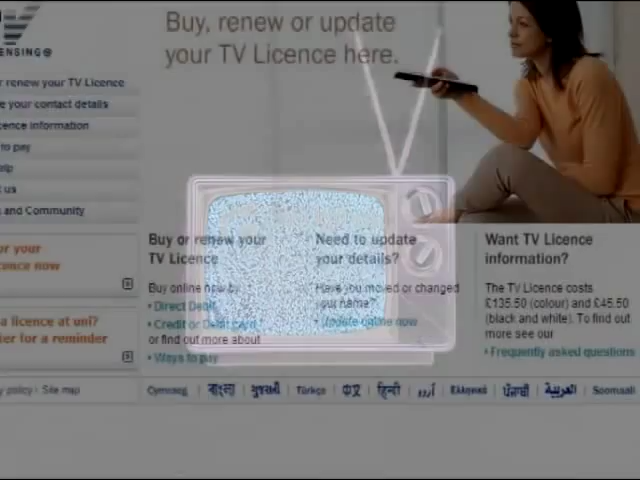 Buy, renew or update
your TV Licence here.
V
ENSING
r renew your TV Licence
e your contact details
cence information
to pay
elp
us
and Community
or your
cence now
a licence at uni?
ter for a reminder
Buy or renew your
TV Licence
Buy online now by
• Direct Debit
• Credit or Debit card
or find out more about
• Ways to pay
Need to update
your details?
Have you moved or changed
your name?
• Update online now
Want TV Licence
information?
The TV Licence costs
£135.50 (colour) and £45.50
(black and white). To find out
more see our
• Frequently asked questions
y policy › Site map
Cymraeg | বাংলা | ગુજરાતી | Türkçe | 中文 | हिन्दी | اردو | Ελληνικά | ਪੰਜਾਬੀ | العربية | Soomaali